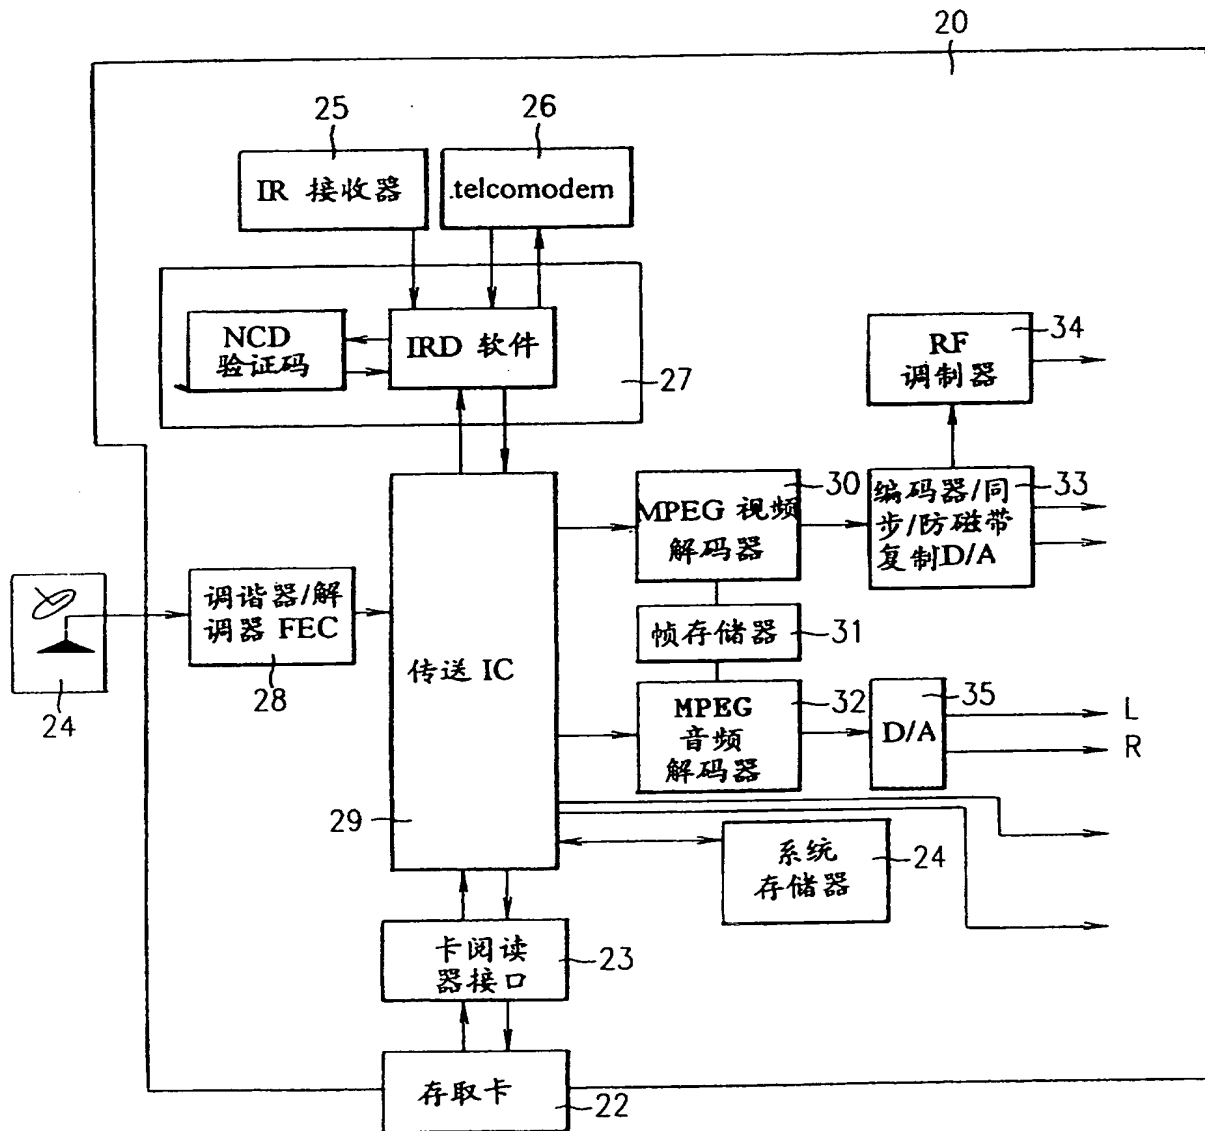 20
25
26
IR 接收器
.telcomodem
NCD
验证码
IRD 软件
27
RF
调制器
34
30
MPEG 视频
解码器
编码器/同
步/防磁带
复制D/A
33
调谐器/解
调器 FEC
28
24
传送 IC
29
帧存储器
31
MPEG
音频
解码器
32
35
D/A
L
R
系统
存储器
24
卡阅读
器接口
23
存取卡
22